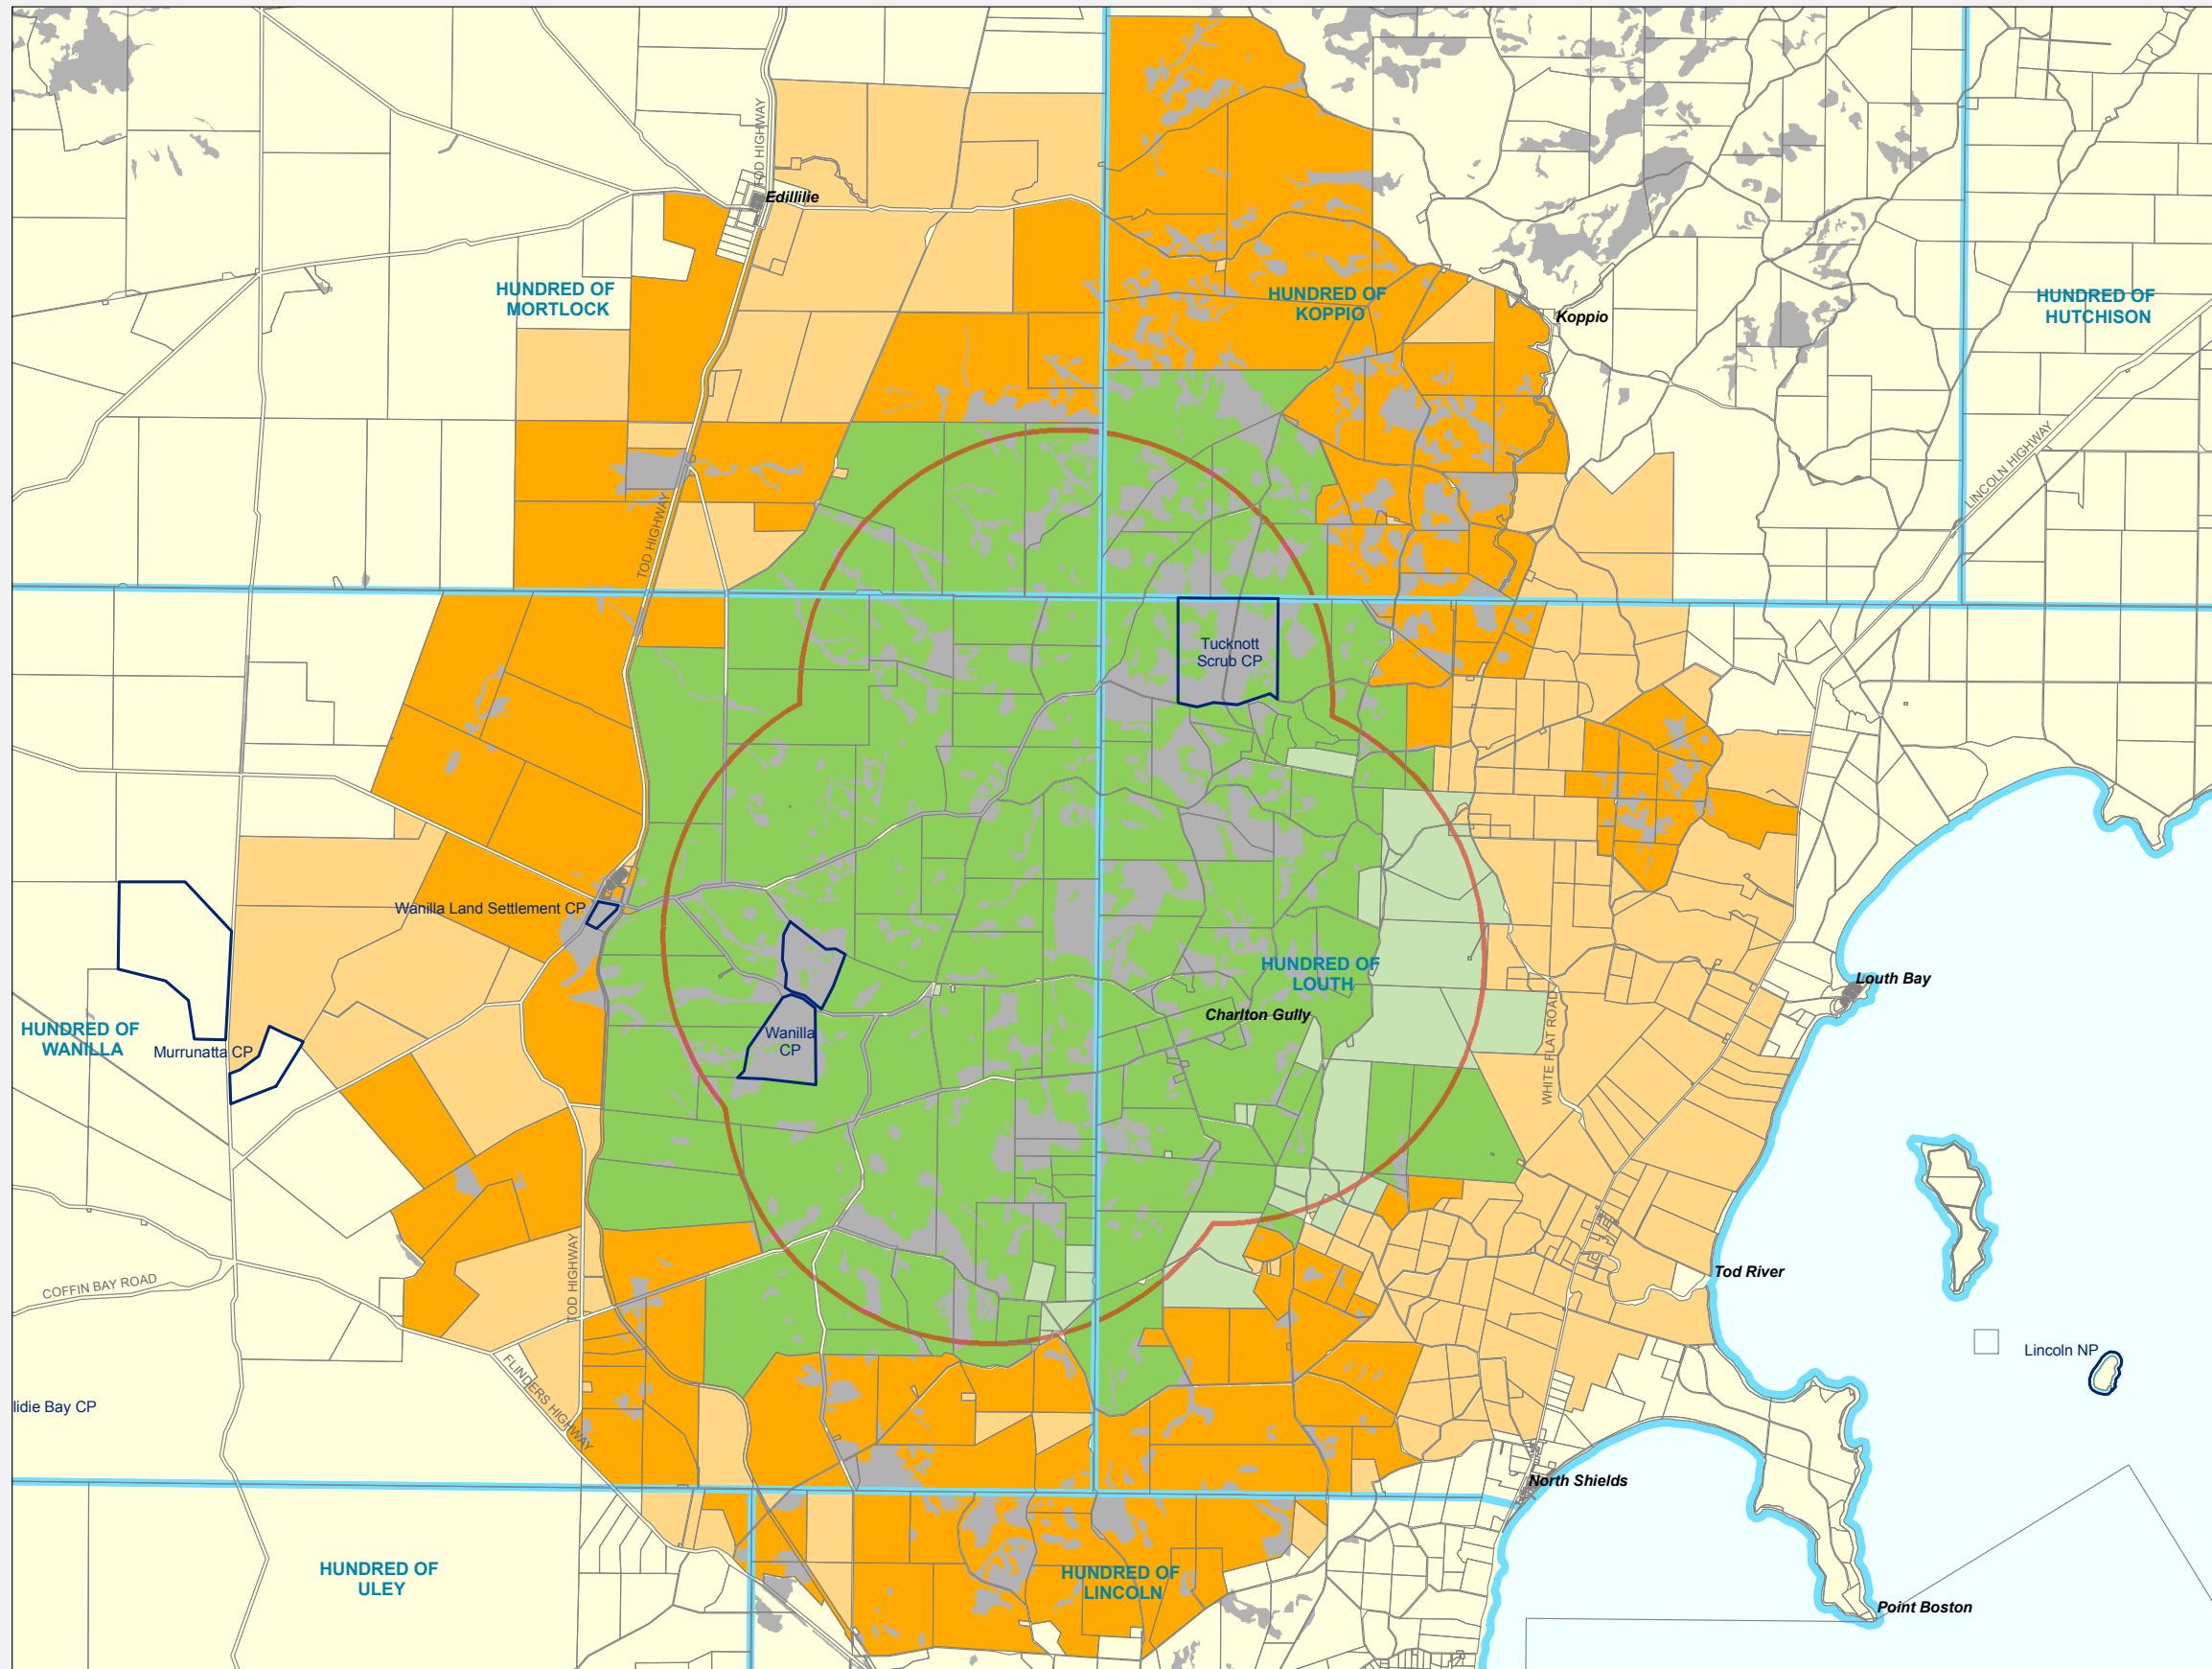 TOD HIGHWAY
Edillilie
HUNDRED OF
MORTLOCK
HUNDRED OF
KOPPIO
Koppio
HUNDRED OF
HUTCHISON
LINCOLN HIGHWAY
TOD HIGHWAY
Tucknott
Scrub CP
Wanilla Land Settlement CP
HUNDRED OF
LOUTH
Louth Bay
Charlton Gully
HUNDRED OF
WANILLA
Murrunatta CP
Wanilla
CP
WHITE FLAT ROAD
COFFIN BAY ROAD
TOD HIGHWAY
Tod River
Lincoln NP
lidie Bay CP
FLINDERS HIGHWAY
North Shields
HUNDRED OF
ULEY
HUNDRED OF
LINCOLN
Point Boston